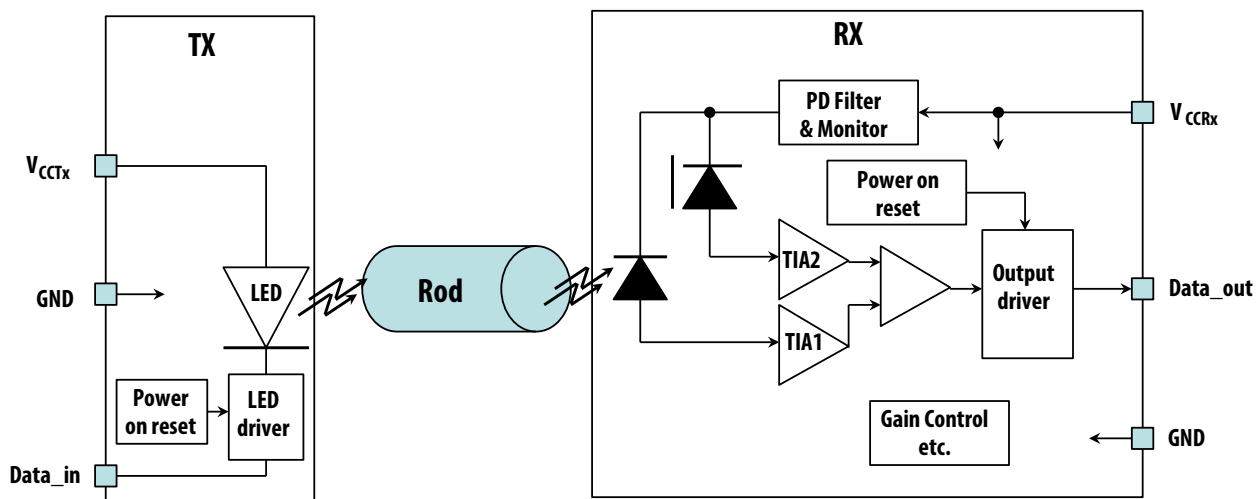 TX
V_CCTx
GND
LED
Power
on reset
LED
driver
Data_in
Rod
RX
PD Filter
& Monitor
V_CCRx
Power on
reset
TIA2
TIA1
Output
driver
Data_out
Gain Control
etc.
GND